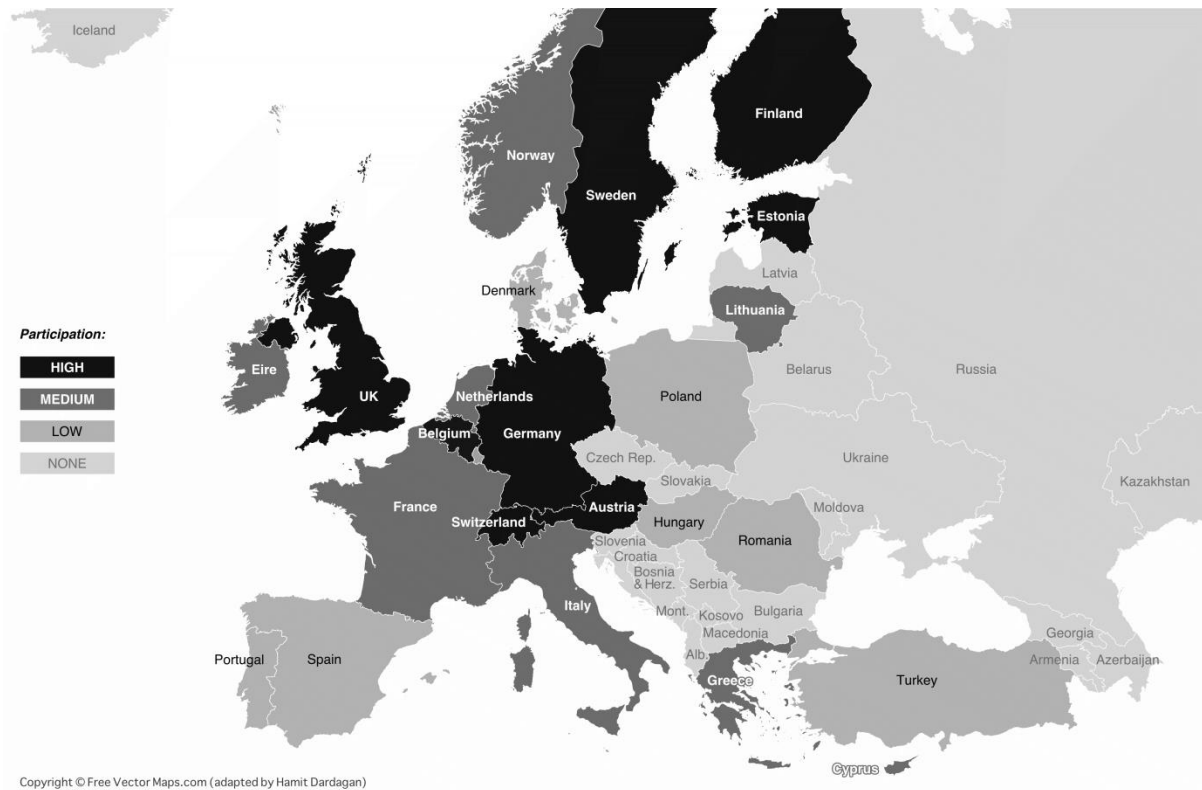 Iceland
Finland
Norway
Sweden
Estonia
Latvia
Denmark
Lithuania
Participation:
HIGH
MEDIUM
LOW
NONE
Eire
UK
Netherlands
Belgium
Germany
Poland
Belarus
Russia
Czech Rep.
Ukraine
Slovakia
Kazakhstan
France
Switzerland
Austria
Moldova
Hungary
Romania
Slovenia
Croatia
Bosnia
& Herz.
Serbia
Italy
Mont.
Kosovo
Bulgaria
Macedonia
Georgia
Alb.
Armenia
Azerbaijan
Portugal
Spain
Greece
Turkey
Cyprus
Copyright © Free Vector Maps.com (adapted by Hamit Dardagan)